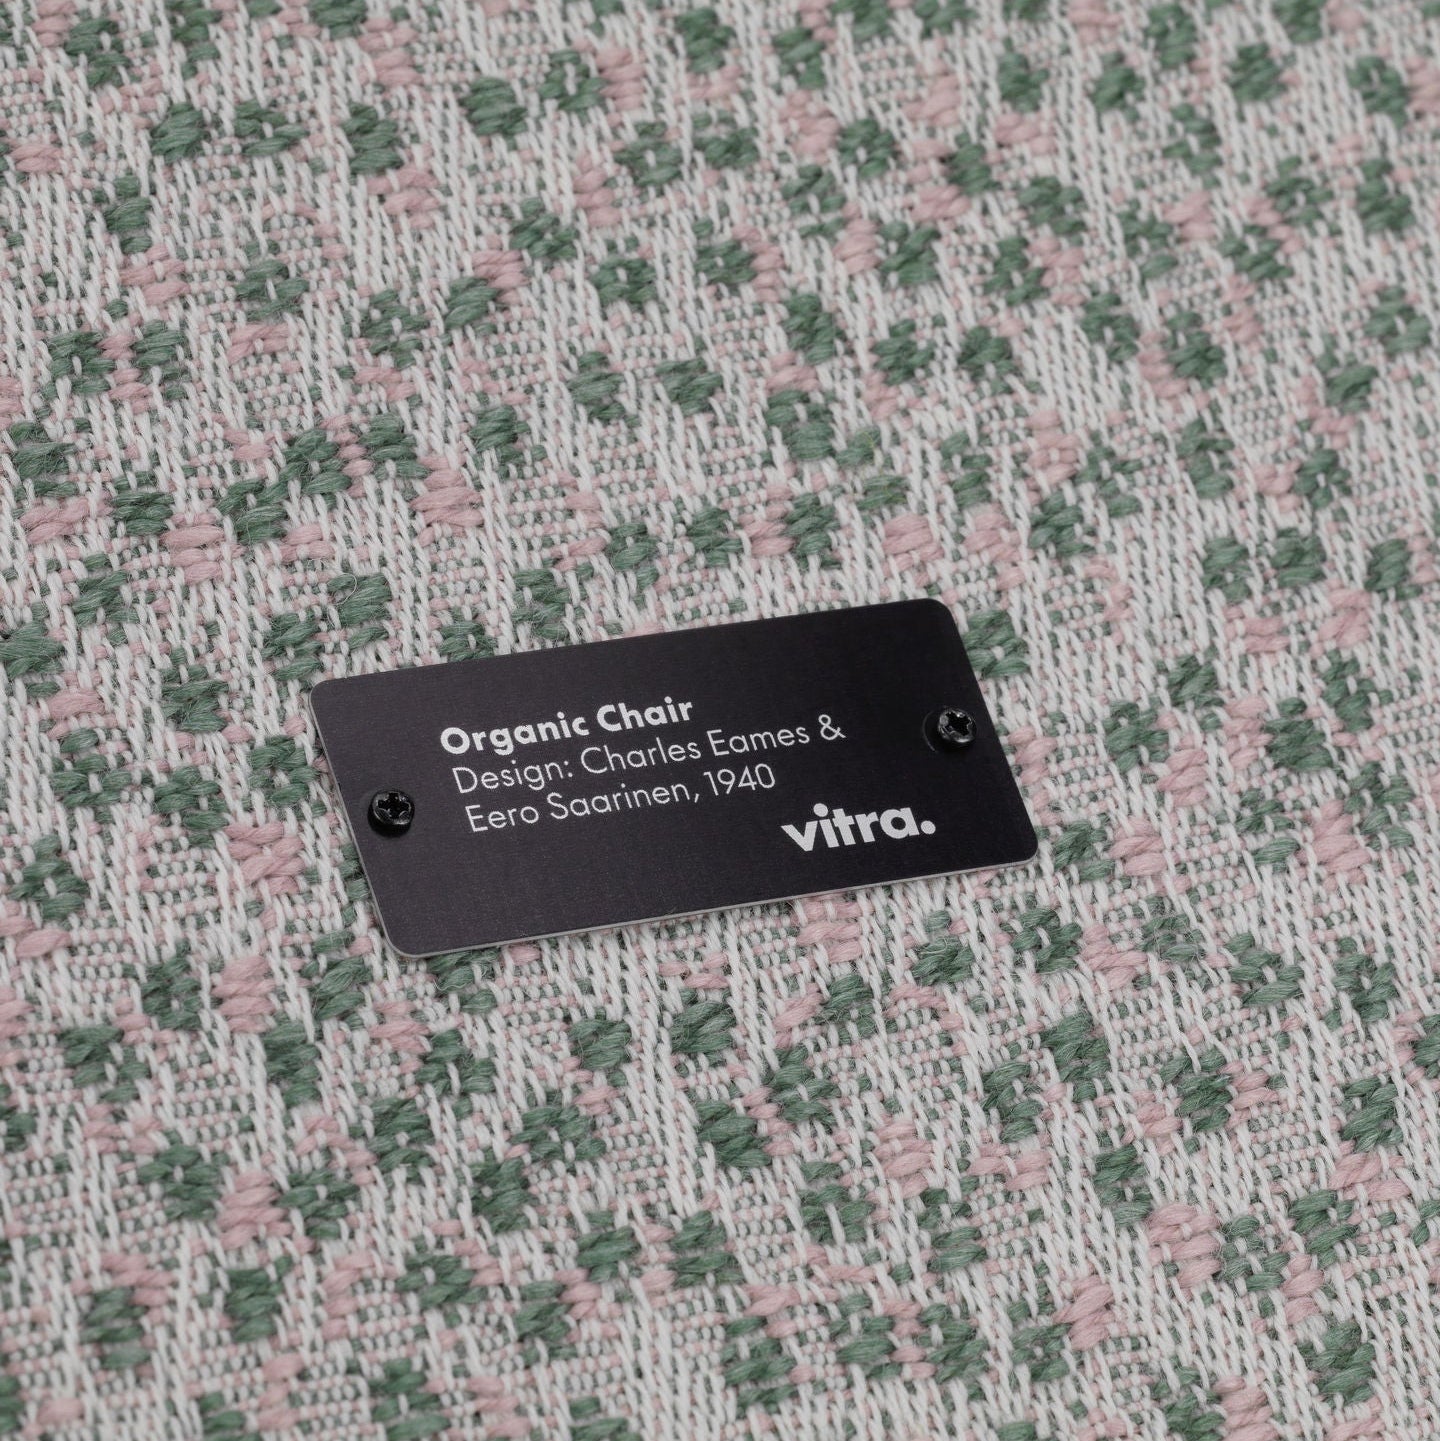 Organic Chair
Design: Charles Eames &
Eero Saarinen, 1940
vitra.